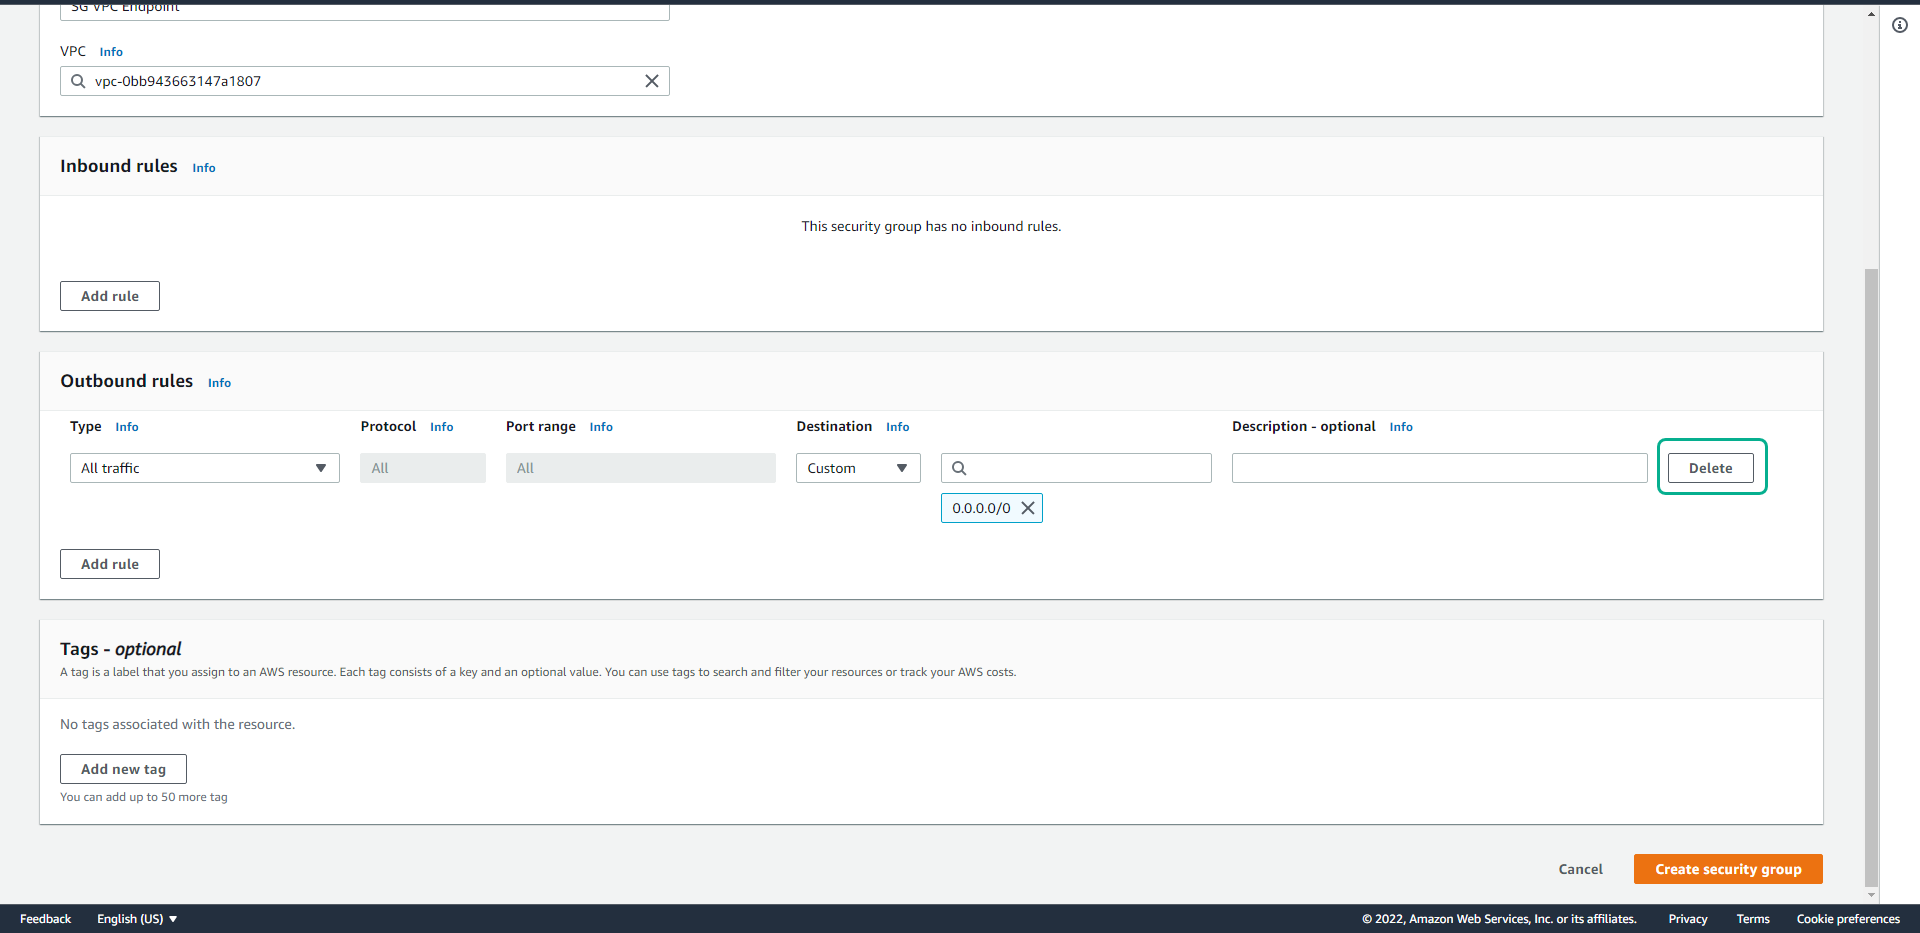 SG VPC Endpoint
VPC Info
vpc-0bb943663147a1807
Inbound rules Info
This security group has no inbound rules.
Add rule
Outbound rules Info
Type Info Protocol Info Port range Info Destination Info Description - optional Info
All traffic All All Custom Delete
0.0.0.0/0
Add rule
Tags - optional
A tag is a label that you assign to an AWS resource. Each tag consists of a key and an optional value. You can use tags to search and filter your resources or track your AWS costs.
No tags associated with the resource.
Add new tag
You can add up to 50 more tag
Cancel Create security group
Feedback English (US) © 2022, Amazon Web Services, Inc. or its affiliates. Privacy Terms Cookie preferences